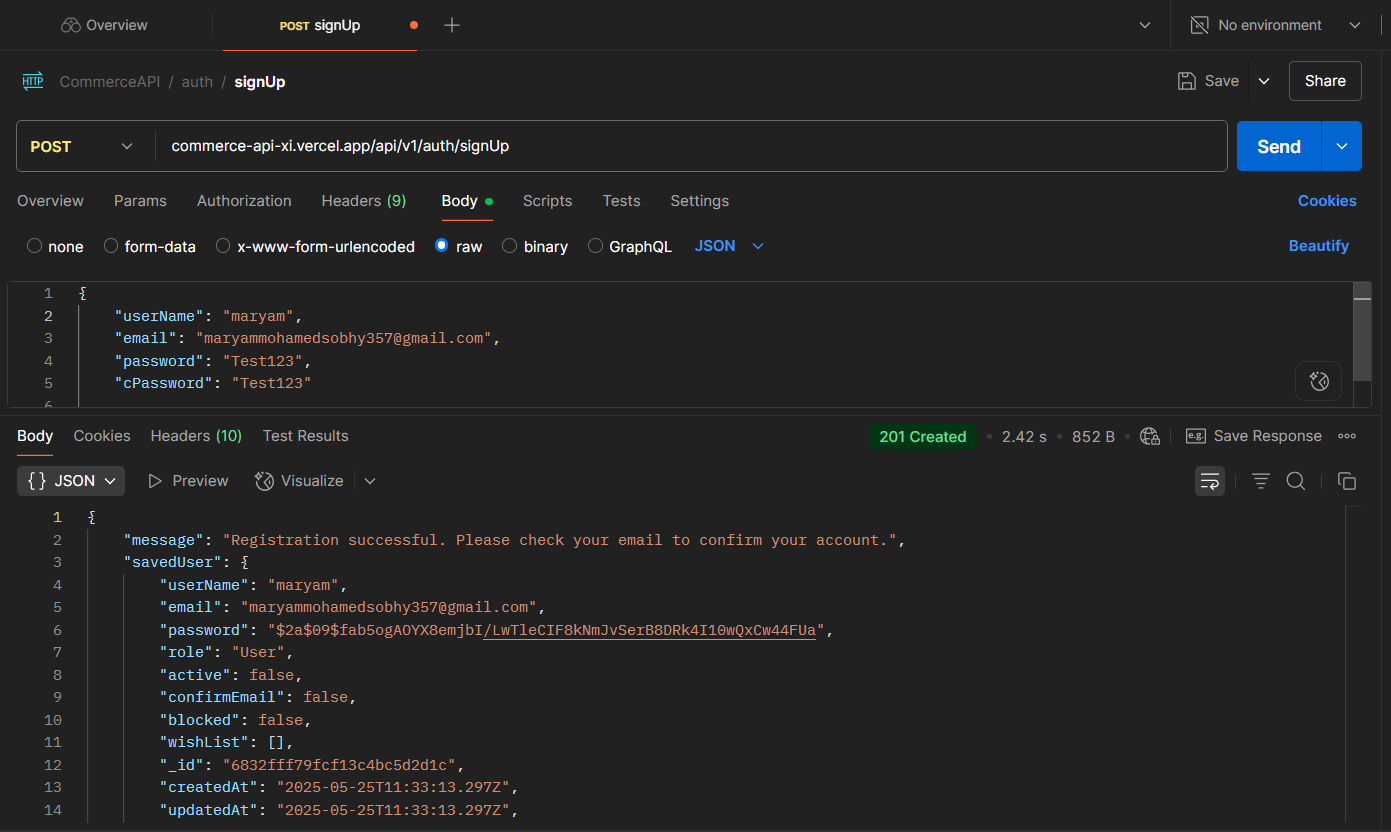 Overview
POST signUp
No environment
HTTP CommerceAPI / auth / signUp
Save
Share
POST
commerce-api-xi.vercel.app/api/v1/auth/signUp
Send
Overview Params Authorization Headers (9) Body Scripts Tests Settings Cookies
none form-data x-www-form-urlencoded raw binary GraphQL JSON Beautify
1 {
2 "userName": "maryam",
3 "email": "maryammohamedsobhy357@gmail.com",
4 "password": "Test123",
5 "cPassword": "Test123"
6
Body Cookies Headers (10) Test Results 201 Created • 2.42 s • 852 B • e.g. Save Response
{} JSON Preview Visualize
1 {
2 "message": "Registration successful. Please check your email to confirm your account.",
3 "savedUser": {
4 "userName": "maryam",
5 "email": "maryammohamedsobhy357@gmail.com",
6 "password": "$2a$09$fab5ogAOYX8emjbI/LwTleCIF8kNmJvSerB8DRk4I10wQxCw44FUa",
7 "role": "User",
8 "active": false,
9 "confirmEmail": false,
10 "blocked": false,
11 "wishList": [],
12 "_id": "6832fff79fcf13c4bc5d2d1c",
13 "createdAt": "2025-05-25T11:33:13.297Z",
14 "updatedAt": "2025-05-25T11:33:13.297Z",